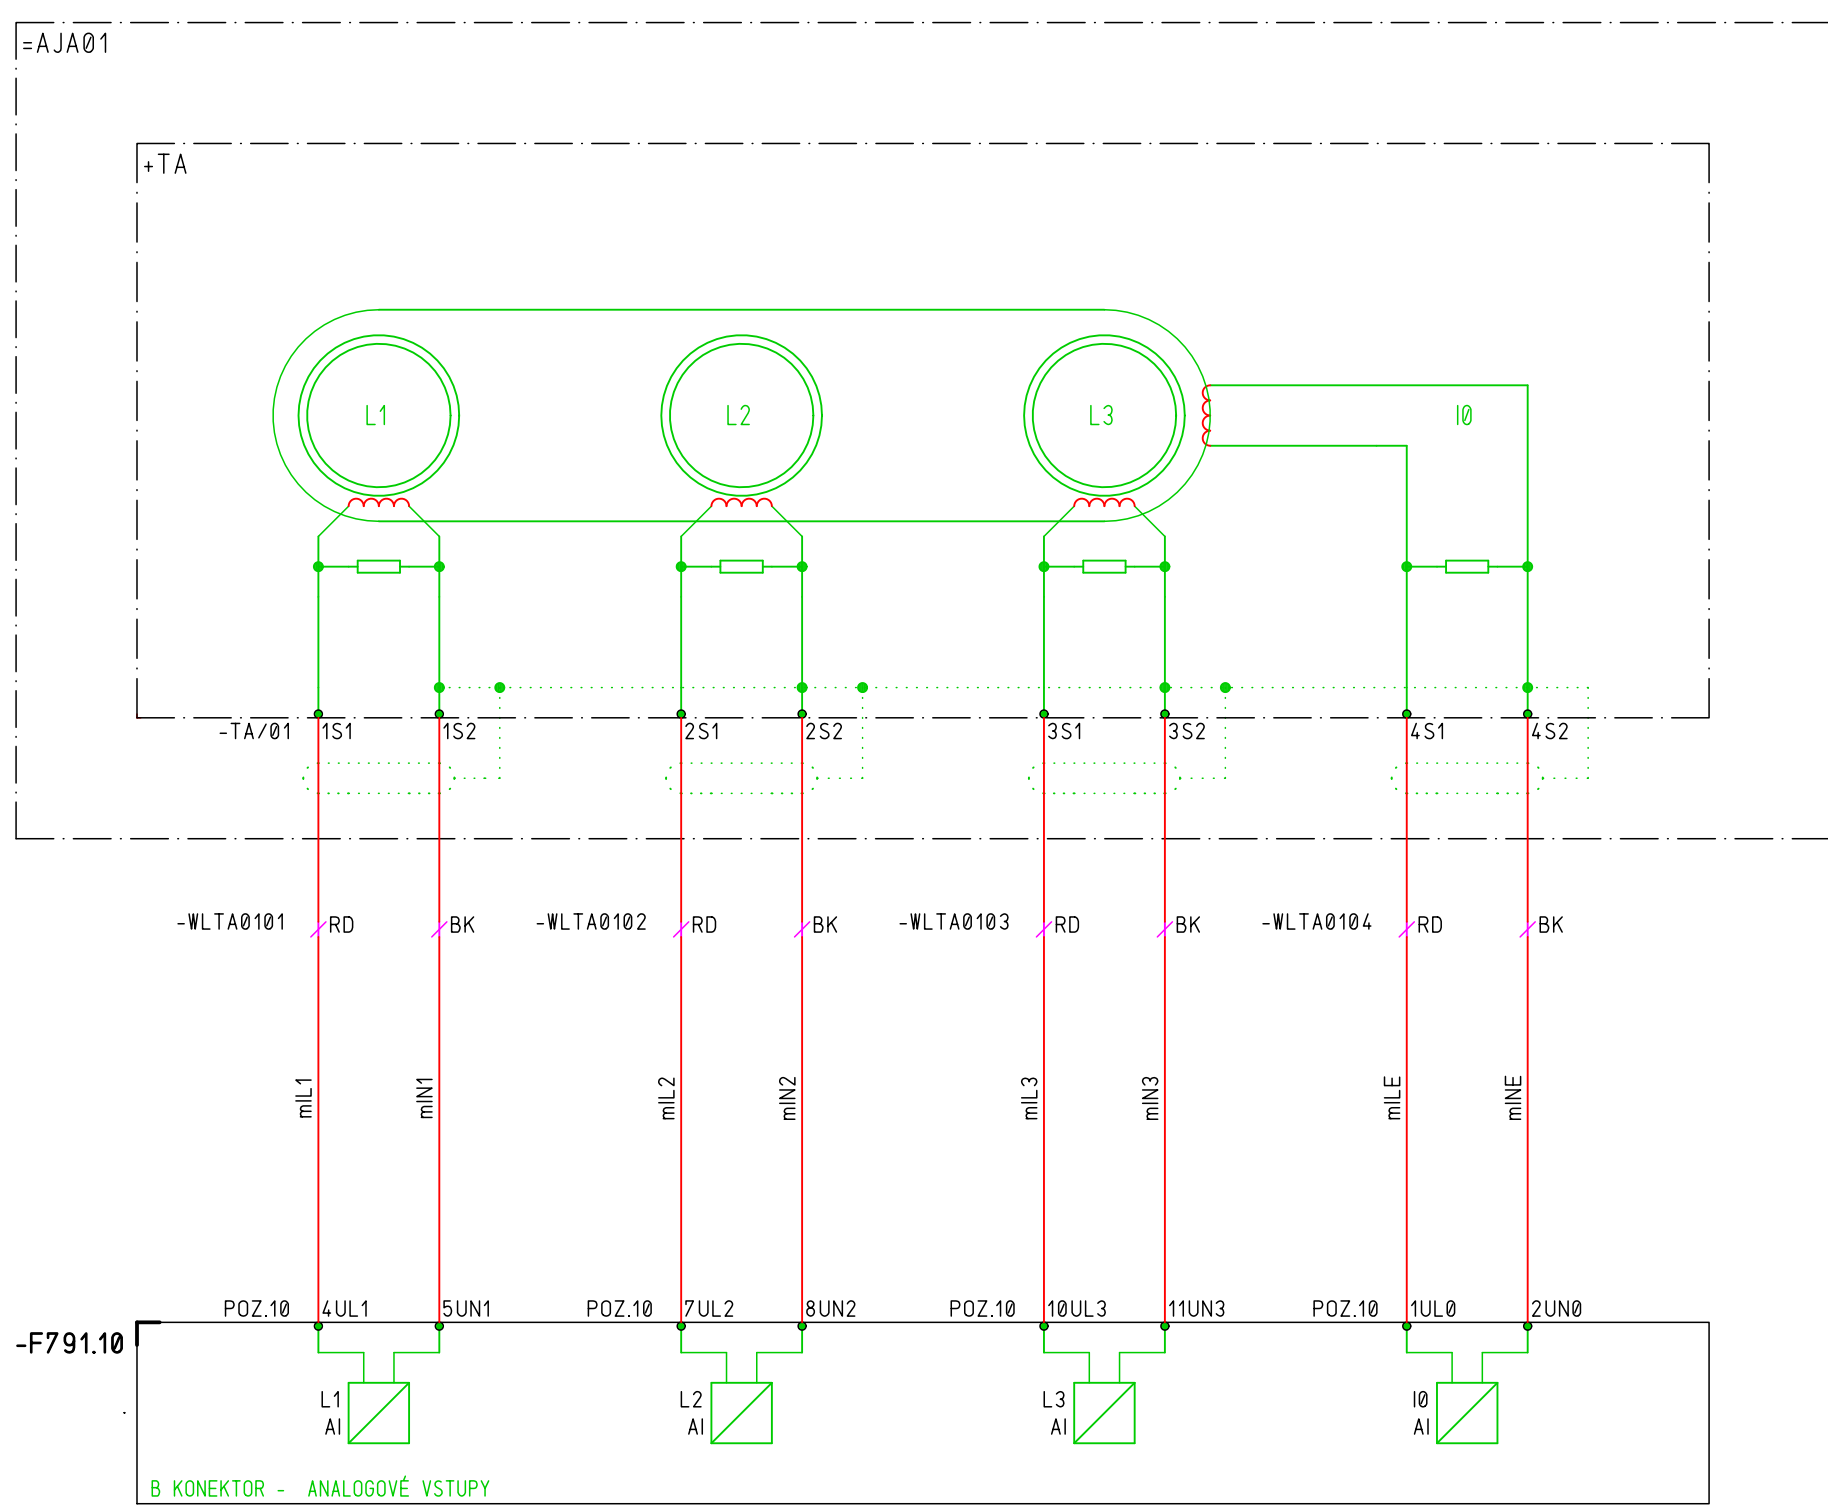 =AJA01
+TA
L1 L2 L3 I0
-TA/01 1S1 1S2 2S1 2S2 3S1 3S2 4S1 4S2
-WLTA0101 RD BK -WLTA0102 RD BK -WLTA0103 RD BK -WLTA0104 RD BK
mIL1 mIN1 mIL2 mIN2 mIL3 mIN3 mILE mINE
POZ.10 4UL1 5UN1 POZ.10 7UL2 8UN2 POZ.10 10UL3 11UN3 POZ.10 1UL0 2UN0
-F791.10
L1 L2 L3 I0
AI AI AI AI
B KONEKTOR - ANALOGOVÉ VSTUPY